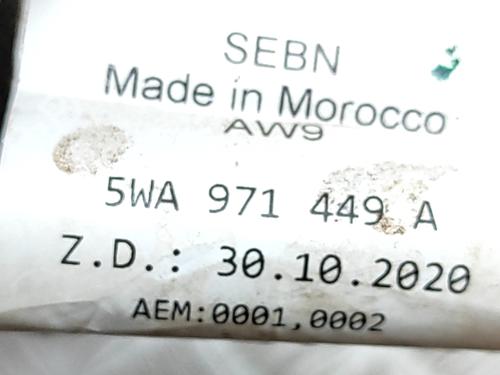 SEBN
Made in Morocco
AW9
5WA 971 449 A
Z.D.: 30.10.2020
AEM:0001,0002